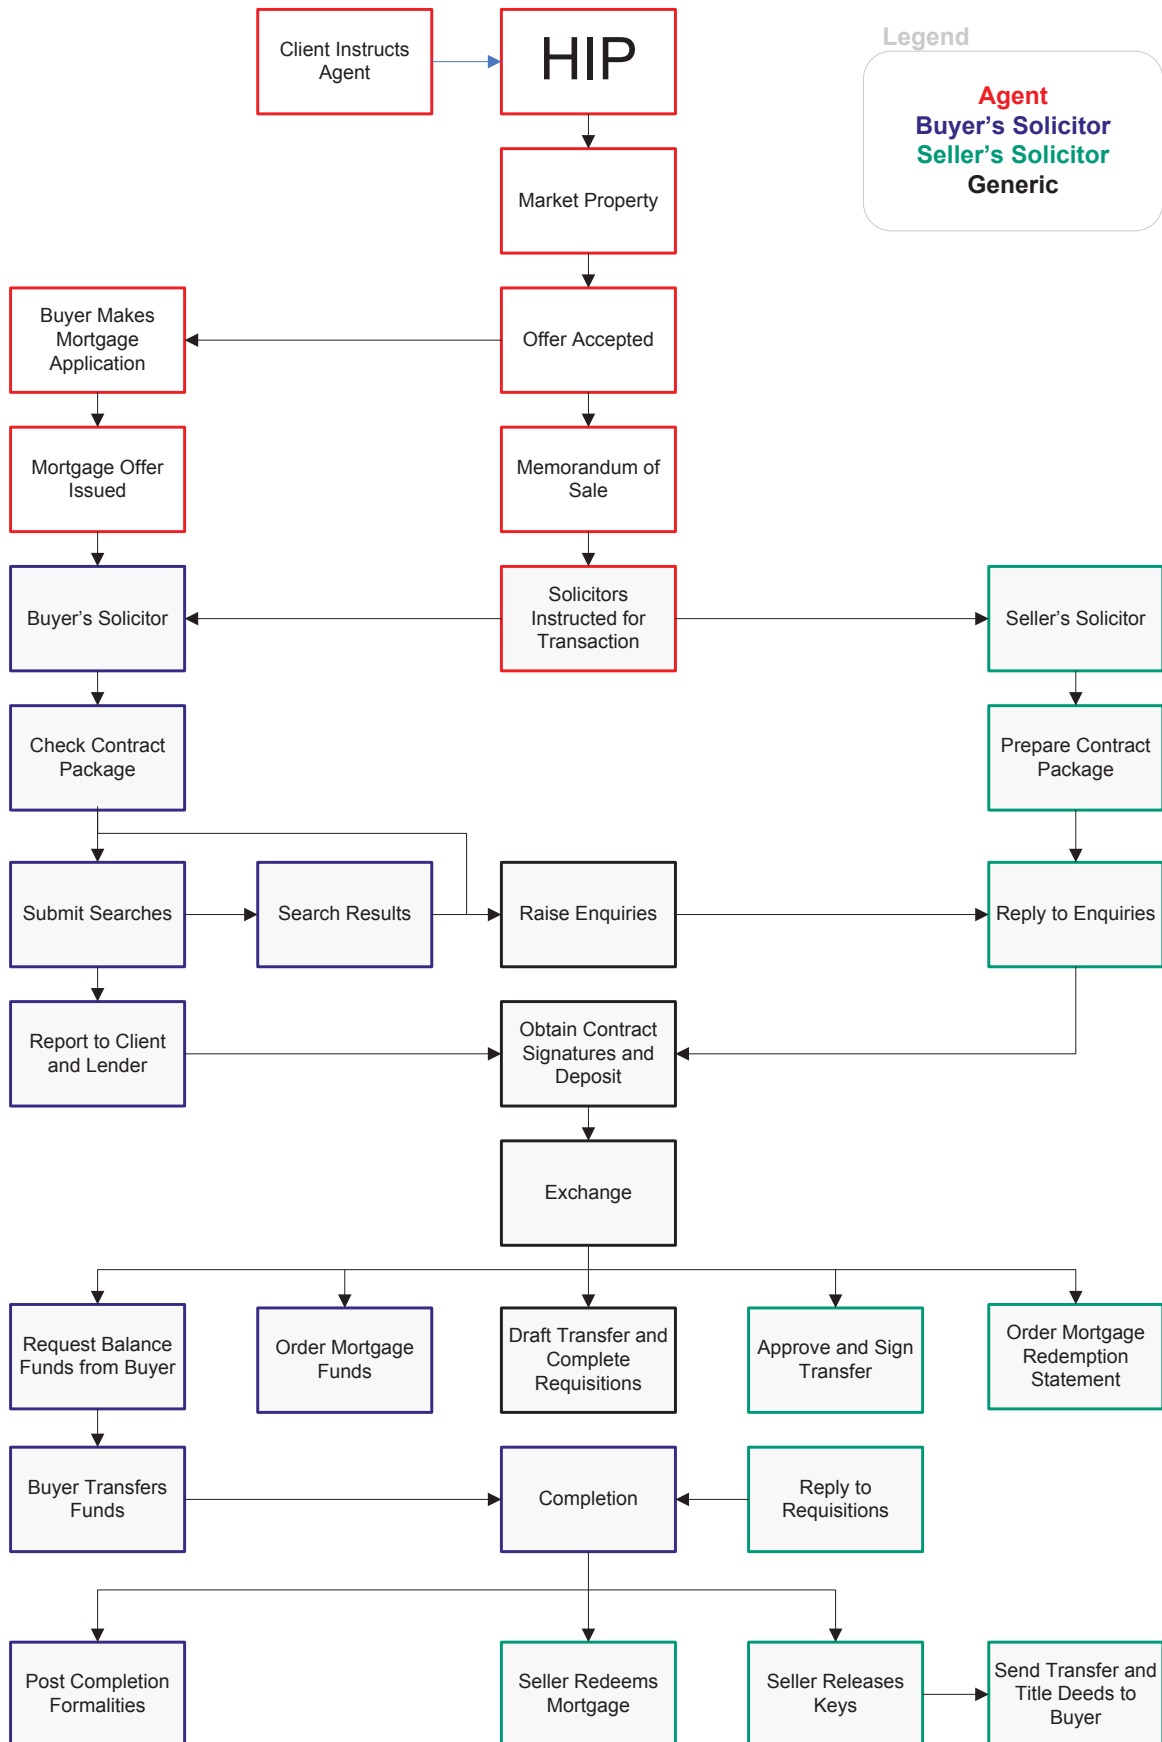 Client Instructs
Agent
HIP
Legend
Agent
Buyer's Solicitor
Seller's Solicitor
Generic
Market Property
Buyer Makes
Mortgage
Application
Offer Accepted
Mortgage Offer
Issued
Memorandum of
Sale
Buyer's Solicitor
Solicitors
Instructed for
Transaction
Seller's Solicitor
Check Contract
Package
Prepare Contract
Package
Submit Searches
Search Results
Raise Enquiries
Reply to Enquiries
Report to Client
and Lender
Obtain Contract
Signatures and
Deposit
Exchange
Request Balance
Funds from Buyer
Order Mortgage
Funds
Draft Transfer and
Complete
Requisitions
Approve and Sign
Transfer
Order Mortgage
Redemption
Statement
Buyer Transfers
Funds
Completion
Reply to
Requisitions
Post Completion
Formalities
Seller Redeems
Mortgage
Seller Releases
Keys
Send Transfer and
Title Deeds to
Buyer